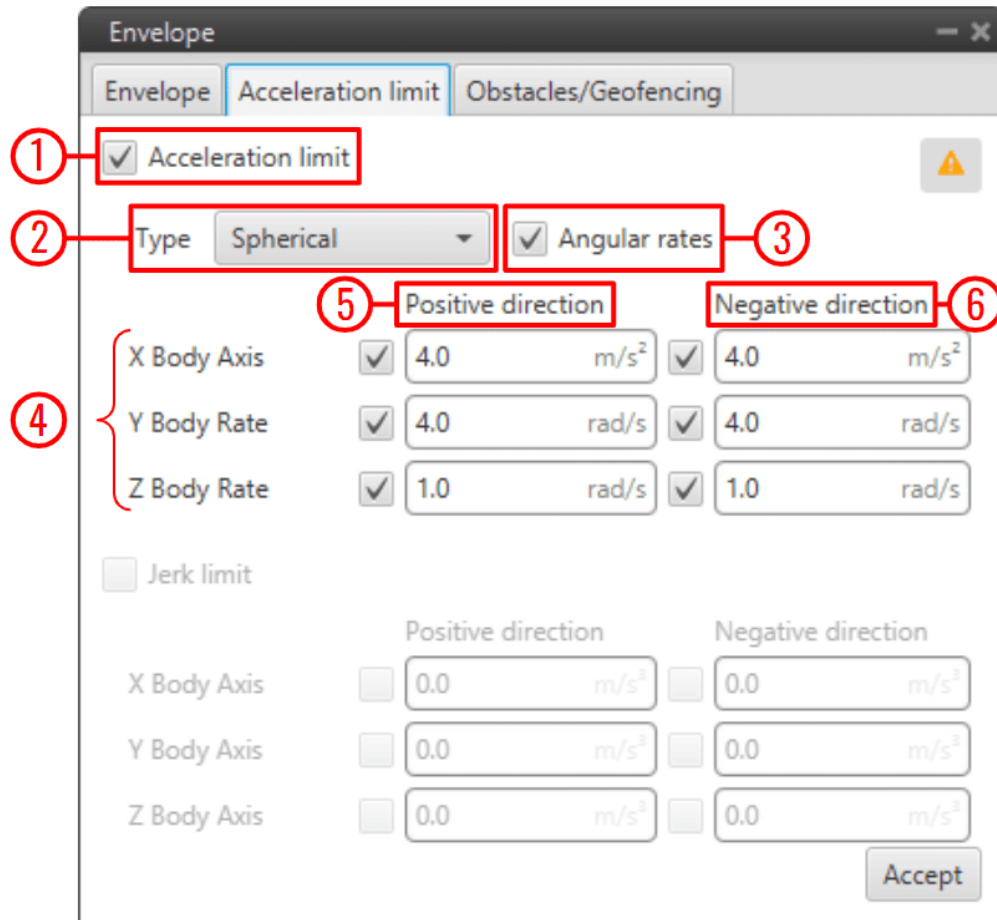 Envelope
Envelope Acceleration limit Obstacles/Geofencing
1 Acceleration limit
2 Type Spherical Angular rates 3
5 Positive direction Negative direction 6
X Body Axis 4.0 m/s² 4.0 m/s²
4 Y Body Rate 4.0 rad/s 4.0 rad/s
Z Body Rate 1.0 rad/s 1.0 rad/s
Jerk limit
Positive direction Negative direction
X Body Axis 0.0 m/s³ 0.0 m/s³
Y Body Axis 0.0 m/s³ 0.0 m/s³
Z Body Axis 0.0 m/s³ 0.0 m/s³
Accept